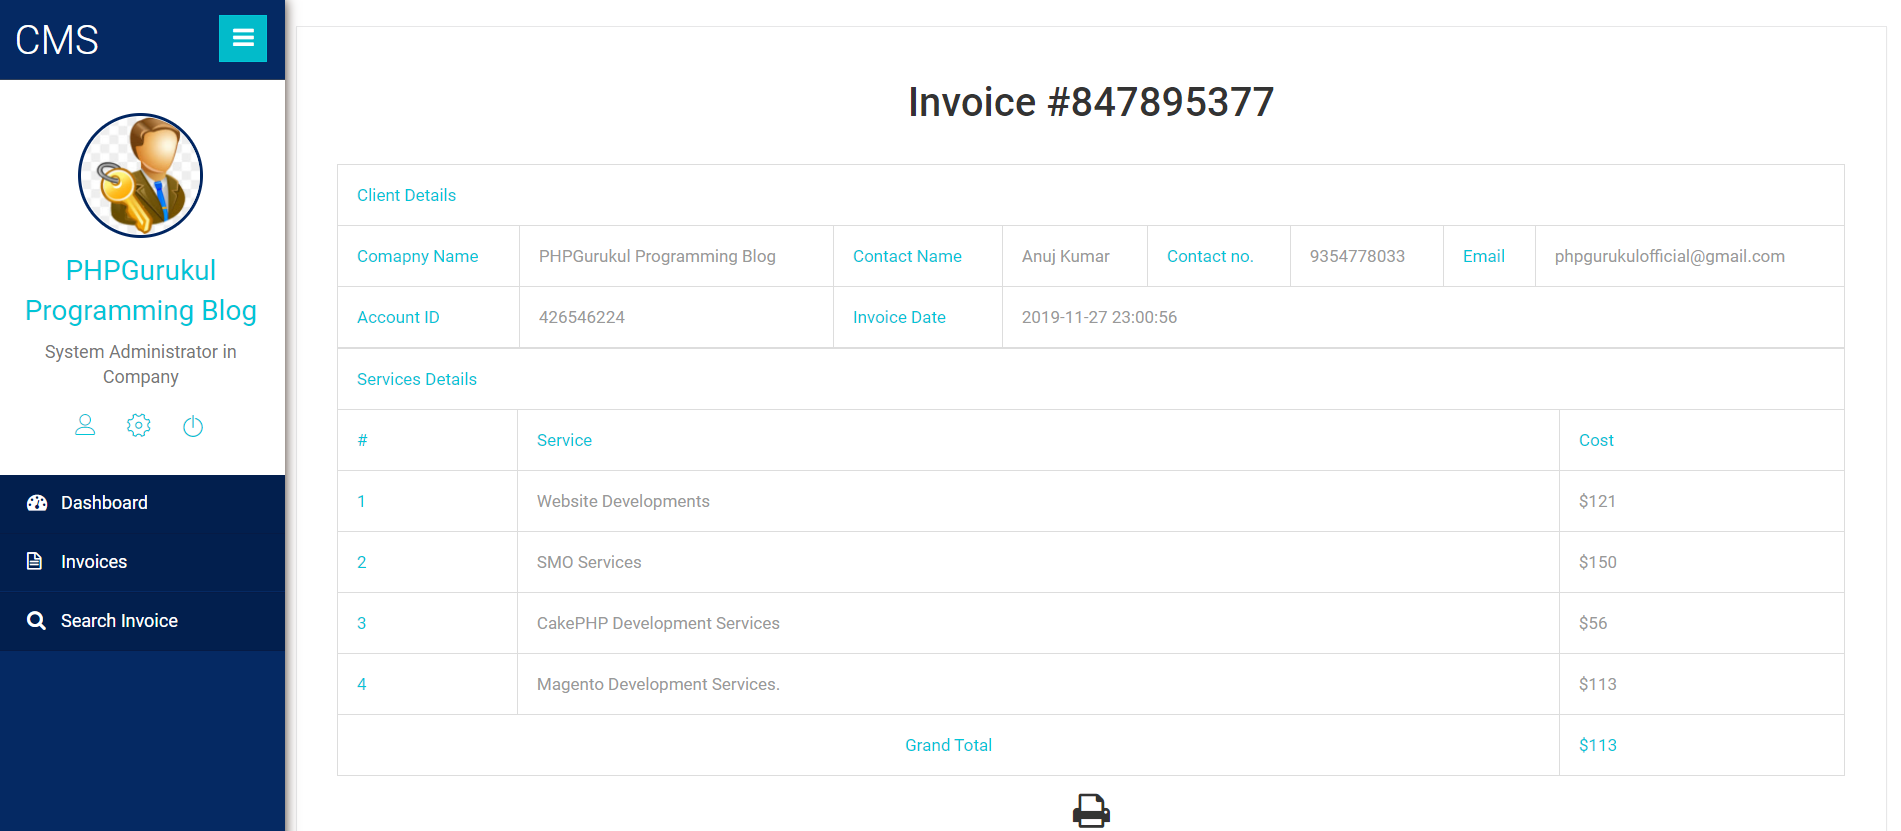 CMS
PHPGurukul
Programming Blog
System Administrator in
Company
Dashboard
Invoices
Search Invoice
Invoice #847895377
Client Details
Comapny Name PHPGurukul Programming Blog Contact Name Anuj Kumar Contact no. 9354778033 Email phpgurukulofficial@gmail.com
Account ID 426546224 Invoice Date 2019-11-27 23:00:56
Services Details
# Service Cost
1 Website Developments $121
2 SMO Services $150
3 CakePHP Development Services $56
4 Magento Development Services. $113
Grand Total $113